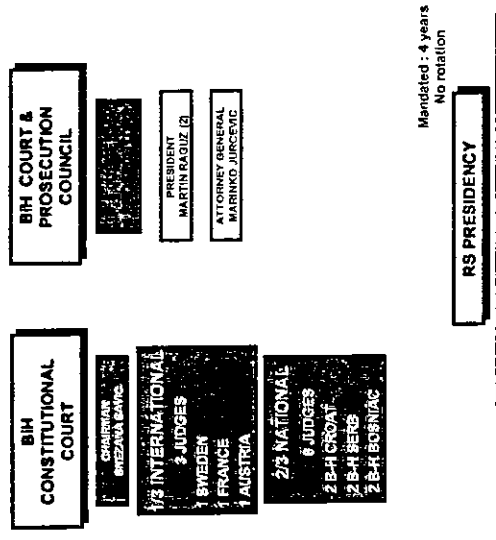 BIH
CONSTITUTIONAL
COURT
CHAIRMAN
SNEZANA SAVIC
1/3 INTERNATIONAL
3 JUDGES
1 SWEDEN
1 FRANCE
1 AUSTRIA
2/3 NATIONAL
6 JUDGES
2 B-H CROAT
2 B-H SERB
2 B-H BOSNIAC
BIH COURT &
PROSECUTION
COUNCIL
PRESIDENT
MARTIN RAGUZ (2)
ATTORNEY GENERAL
MARINKO JURCEVIC
Mandated : 4 years
No rotation
RS PRESIDENCY